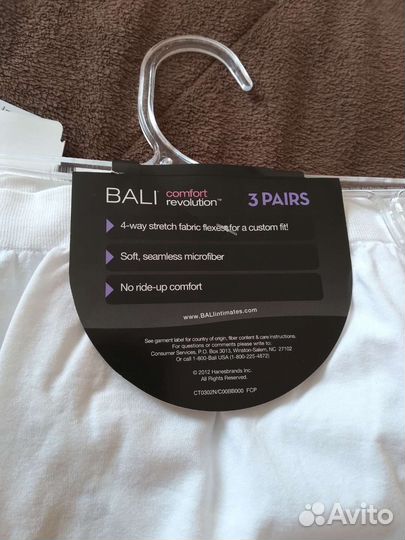 BALI comfort revolution™ 3 PAIRS
4-way stretch fabric flexes for a custom fit!
Soft, seamless microfiber
No ride-up comfort
www.BALIintimates.com
See garment label for country of origin, fiber content & care instructions.
For questions or comments please write to:
Consumer Services, P.O. Box 3013, Winston-Salem, NC 27102
Or call 1-800-Bali USA (1-800-225-4872)
© 2012 Hanesbrands Inc.
All Rights Reserved.
CT0302N/C00BB000 FCP
Avito